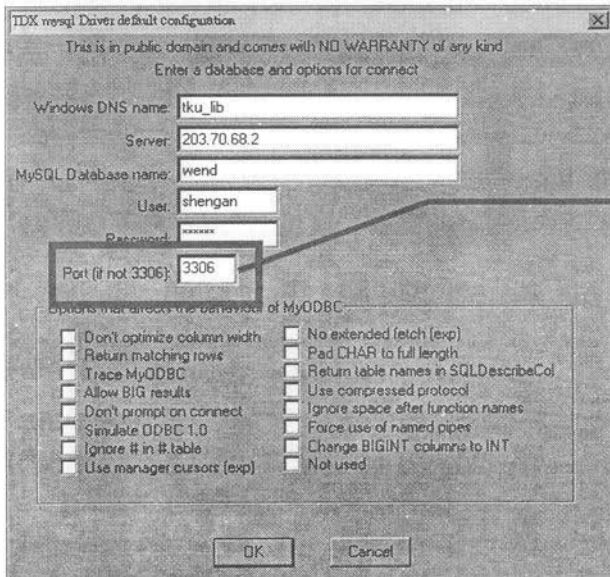 TDX mysql Driver default configuration
This is in public domain and comes with NO WARRANTY of any kind
Enter a database and options for connect
Windows DNS name: tku_lib
Server: 203.70.68.2
MySQL Database name: wend
User: shengan
Password: ******
Port (if not 3306): 3306
Options that affects the behaviour of MyODBC
Don't optimize column width
Return matching rows
Trace MyODBC
Allow BIG results
Don't prompt on connect
Simulate ODBC 1.0
Ignore # in #.table
Use manager cursors (exp)
No extended fetch (exp)
Pad CHAR to full length
Return table names in SQLDescribeCol
Use compressed protocol
Ignore space after function names
Force use of named pipes
Change BIGINT columns to INT
Not used
OK
Cancel